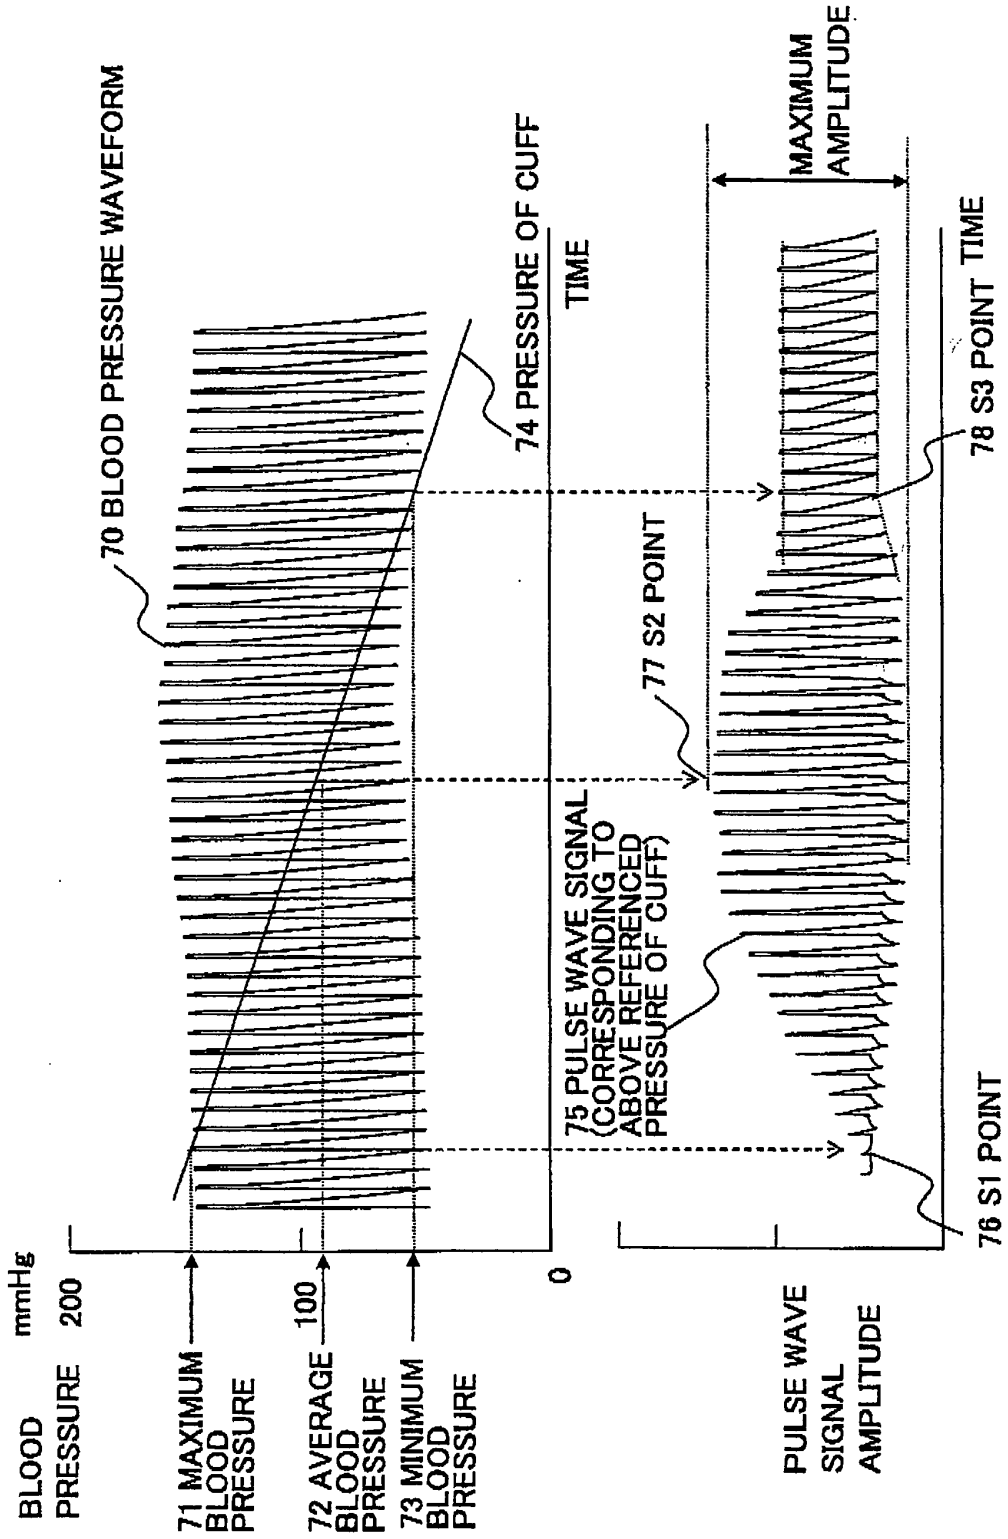 BLOOD
PRESSURE
mmHg
200
71 MAXIMUM
BLOOD
PRESSURE
100
72 AVERAGE
BLOOD
PRESSURE
73 MINIMUM
BLOOD
PRESSURE
0
70 BLOOD PRESSURE WAVEFORM
74 PRESSURE OF CUFF
TIME
75 PULSE WAVE SIGNAL
(CORRESPONDING TO
ABOVE REFERENCED
PRESSURE OF CUFF)
77 S2 POINT
MAXIMUM
AMPLITUDE
PULSE WAVE
SIGNAL
AMPLITUDE
76 S1 POINT
78 S3 POINT
TIME